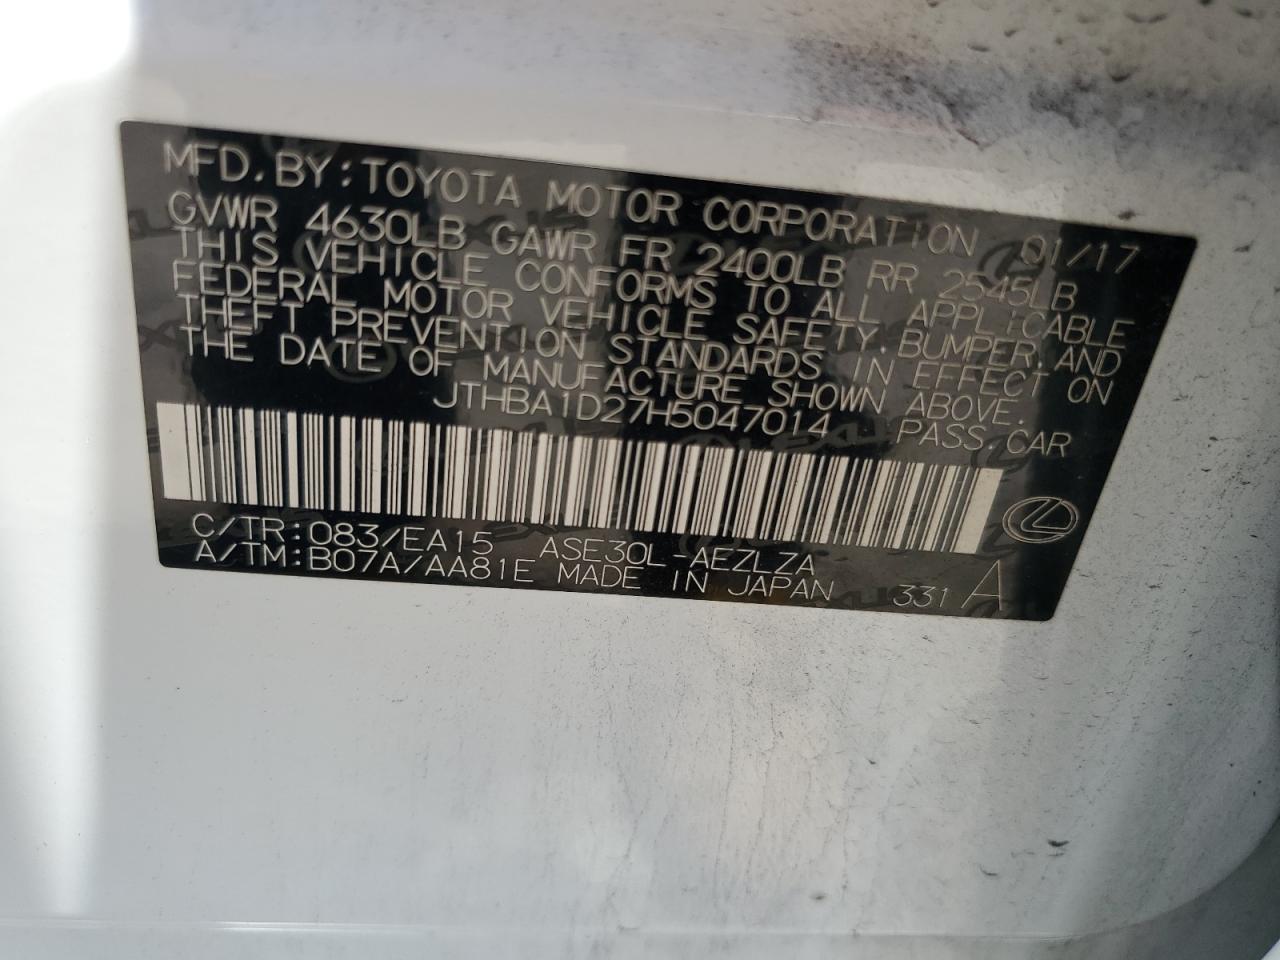 MFD. BY: TOYOTA MOTOR CORPORATION 01/17
GVWR 4630LB GAWR FR 2400LB RR 2545LB
THIS VEHICLE CONFORMS TO ALL APPLICABLE
FEDERAL MOTOR VEHICLE SAFETY, BUMPER, AND
THEFT PREVENTION STANDARDS IN EFFECT ON
THE DATE OF MANUFACTURE SHOWN ABOVE.
JTHBA1D27H5047014 PASS CAR
C/TR: 083/EA15 ASE30L-AEZLZA
A/TM: B07A/AA81E MADE IN JAPAN 331 A